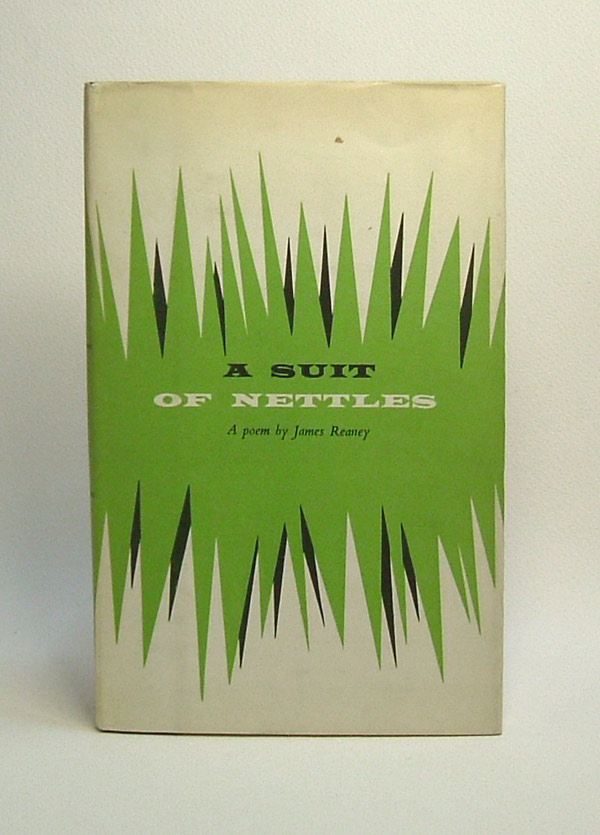 A SUIT
OF NETTLES
A poem by James Reaney